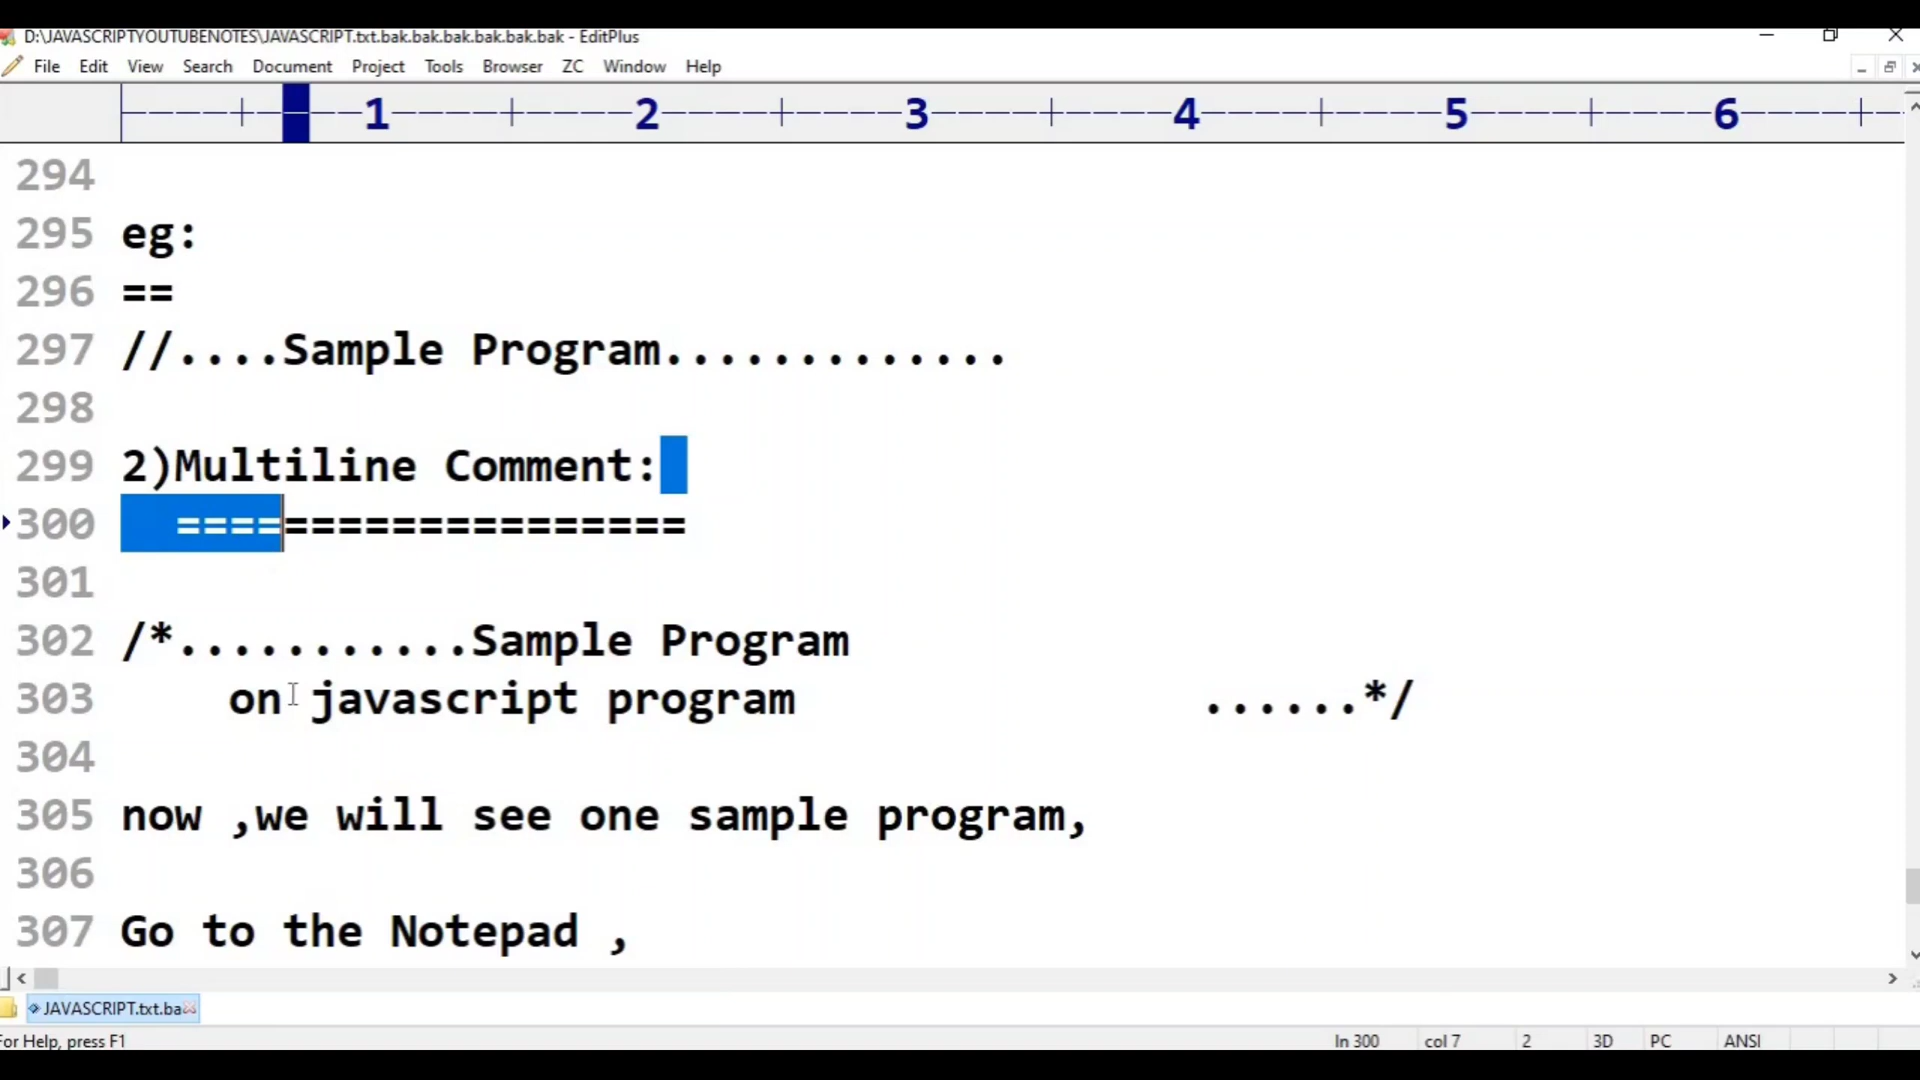 D:\JAVASCRIPTYOUTUBENOTES\JAVASCRIPT.txt.bak.bak.bak.bak.bak.bak - EditPlus
File Edit View Search Document Project Tools Browser ZC Window Help
----+----1----+----2----+----3----+----4----+----5----+----6----+--
294
295 eg:
296 ==
297 //....Sample Program.............
298
299 2)Multiline Comment:
300   ===================
301
302 /*...........Sample Program
303     on javascript program               ......*/
304
305 now ,we will see one sample program,
306
307 Go to the Notepad ,
JAVASCRIPT.txt.ba
For Help, press F1 ln 300 col 7 2 3D PC ANSI